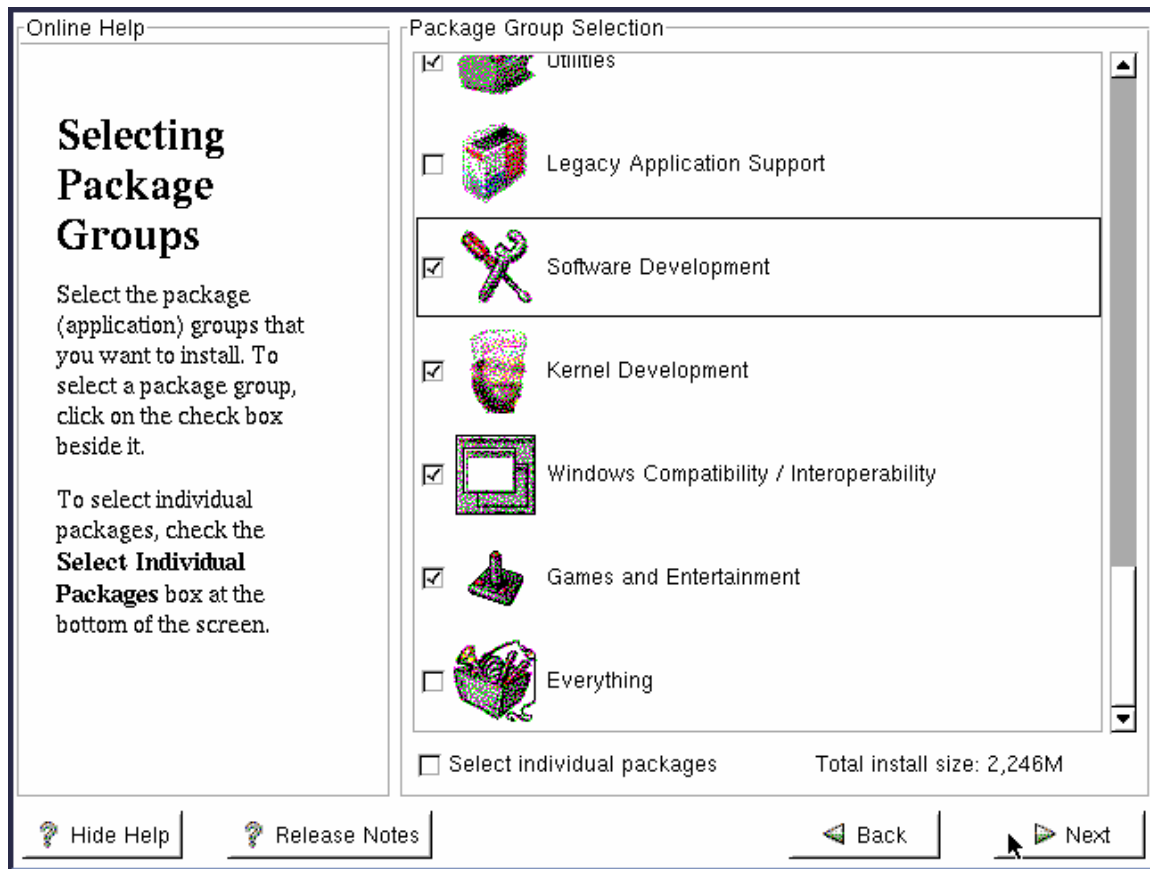 Online Help
Selecting
Package
Groups
Select the package
(application) groups that
you want to install. To
select a package group,
click on the check box
beside it.
To select individual
packages, check the
Select Individual
Packages box at the
bottom of the screen.
Package Group Selection
Utilities
Legacy Application Support
Software Development
Kernel Development
Windows Compatibility / Interoperability
Games and Entertainment
Everything
Select individual packages
Total install size: 2,246M
Hide Help
Release Notes
Back
Next